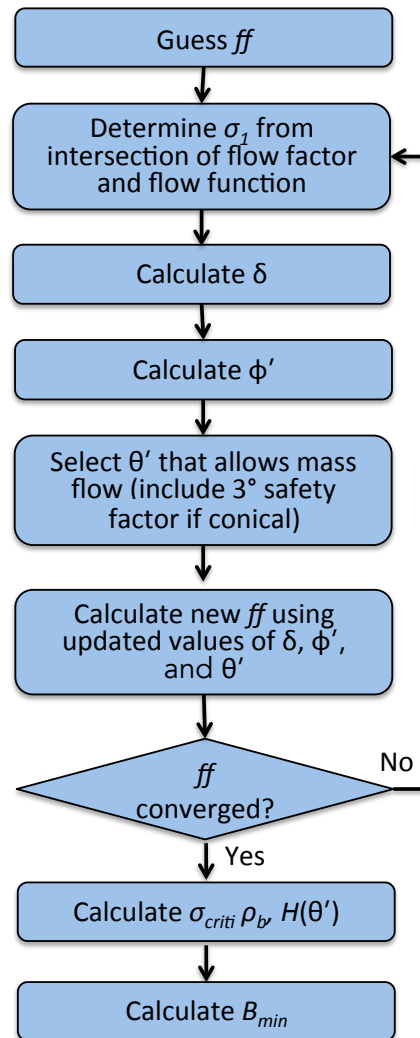 Guess ff
Determine σ1 from
intersection of flow factor
and flow function
Calculate δ
Calculate ϕ′
Select θ′ that allows mass
flow (include 3° safety
factor if conical)
Calculate new ff using
updated values of δ, ϕ′,
and θ′
ff
converged?
No
Yes
Calculate σcriti ρb, H(θ′)
Calculate Bmin